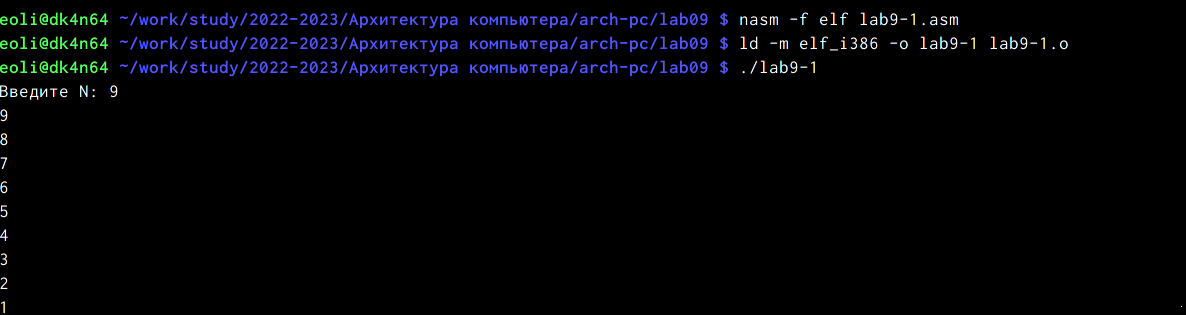 eoli@dk4n64 ~/work/study/2022-2023/Архитектура компьютера/arch-pc/lab09 $ nasm -f elf lab9-1.asm
eoli@dk4n64 ~/work/study/2022-2023/Архитектура компьютера/arch-pc/lab09 $ ld -m elf_i386 -o lab9-1 lab9-1.o
eoli@dk4n64 ~/work/study/2022-2023/Архитектура компьютера/arch-pc/lab09 $ ./lab9-1
Введите N: 9
9
8
7
6
5
4
3
2
1